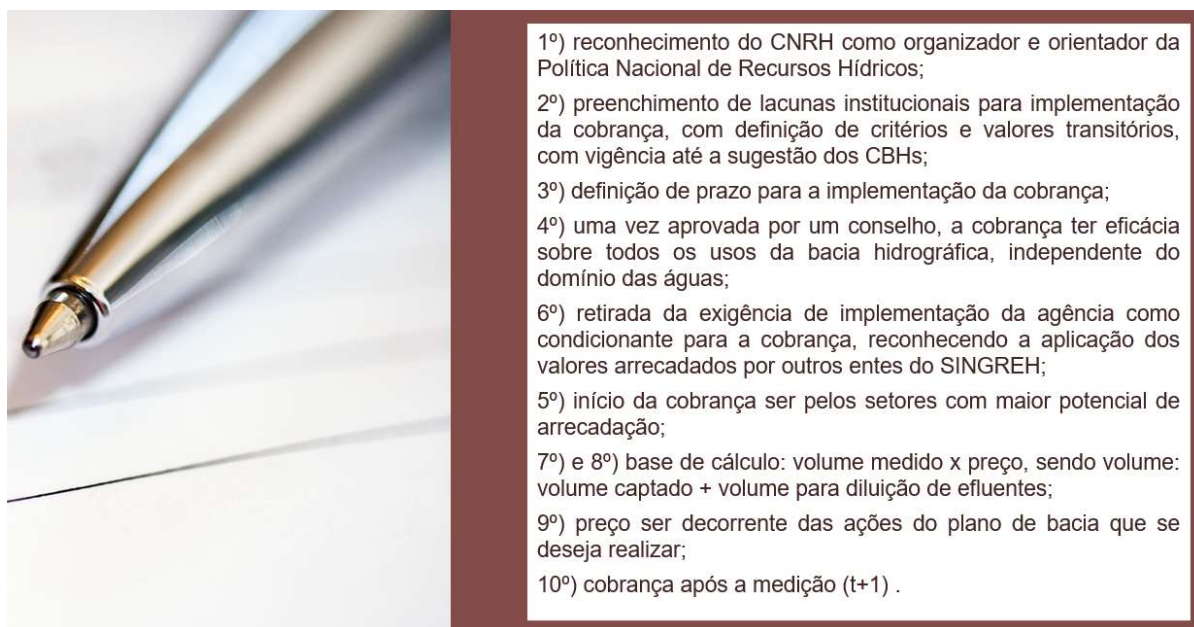 1º) reconhecimento do CNRH como organizador e orientador da
Política Nacional de Recursos Hídricos;
2º) preenchimento de lacunas institucionais para implementação
da cobrança, com definição de critérios e valores transitórios,
com vigência até a sugestão dos CBHs;
3º) definição de prazo para a implementação da cobrança;
4º) uma vez aprovada por um conselho, a cobrança ter eficácia
sobre todos os usos da bacia hidrográfica, independente do
domínio das águas;
6º) retirada da exigência de implementação da agência como
condicionante para a cobrança, reconhecendo a aplicação dos
valores arrecadados por outros entes do SINGREH;
5º) início da cobrança ser pelos setores com maior potencial de
arrecadação;
7º) e 8º) base de cálculo: volume medido x preço, sendo volume:
volume captado + volume para diluição de efluentes;
9º) preço ser decorrente das ações do plano de bacia que se
deseja realizar;
10º) cobrança após a medição (t+1) .